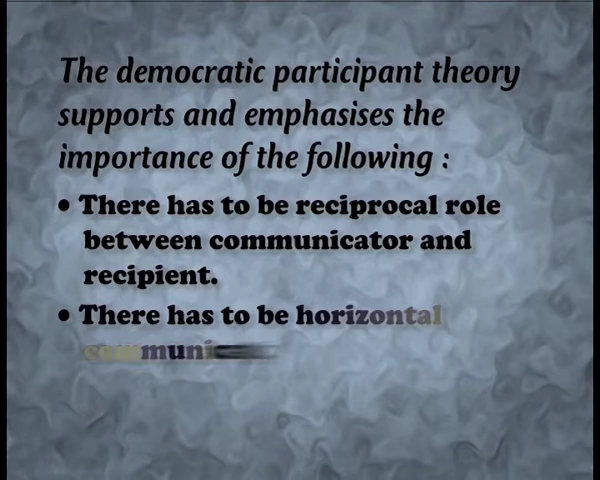 The democratic participant theory
supports and emphasises the
importance of the following :
• There has to be reciprocal role
between communicator and
recipient.
• There has to be horizontal